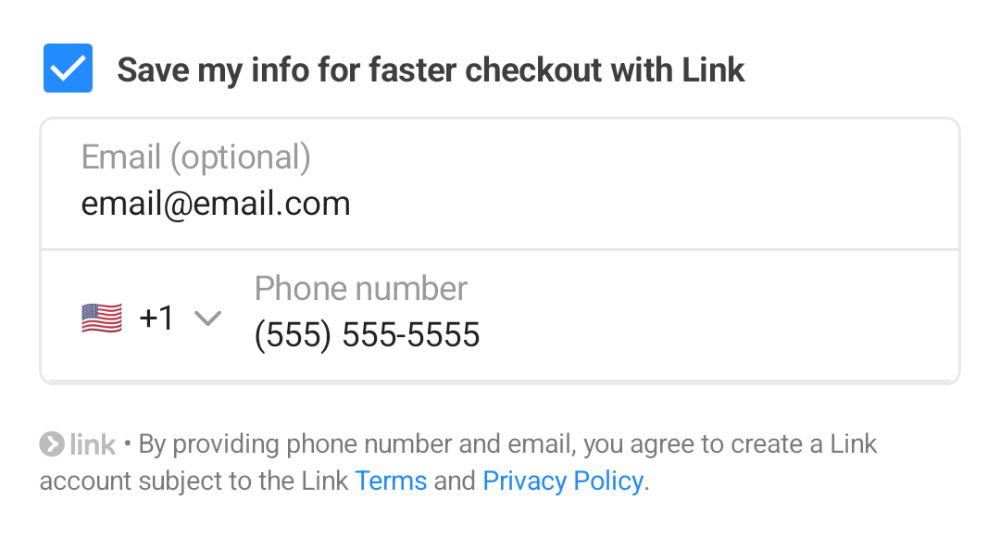 Save my info for faster checkout with Link
Email (optional)
email@email.com
Phone number
+1
(555) 555-5555
link • By providing phone number and email, you agree to create a Link
account subject to the Link Terms and Privacy Policy.